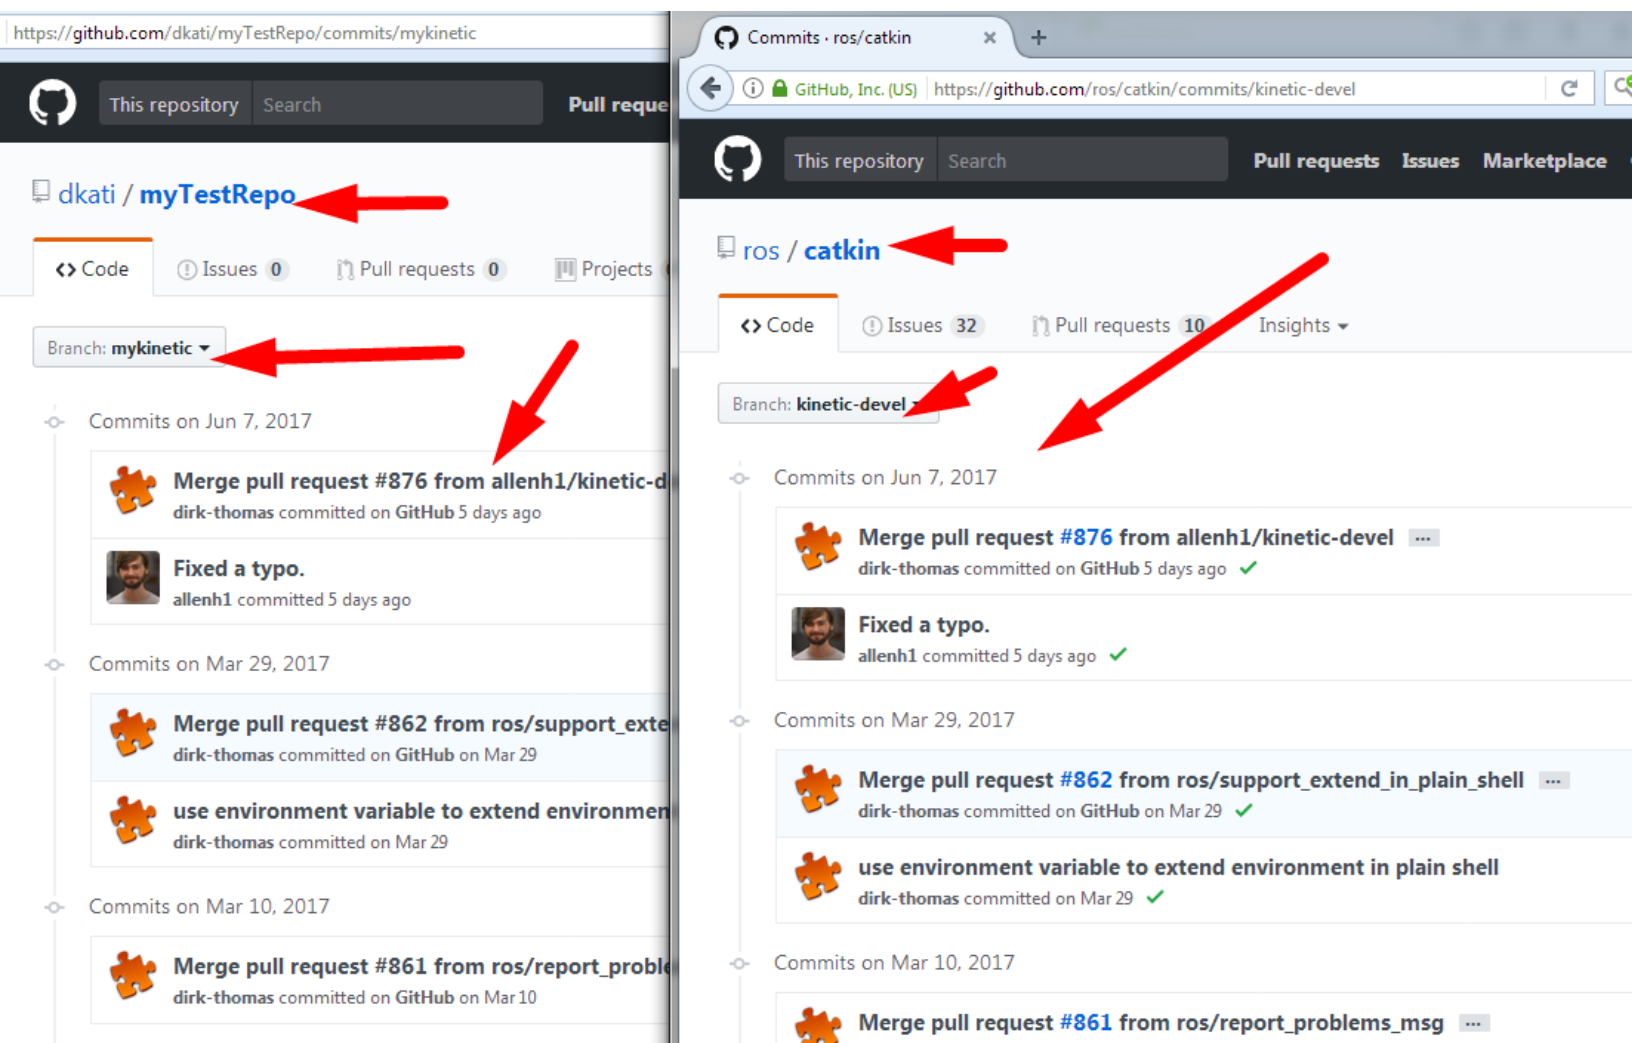 https://github.com/dkati/myTestRepo/commits/mykinetic
This repository Search
dkati / myTestRepo
Code Issues 0 Pull requests 0 Projects
Branch: mykinetic
Commits on Jun 7, 2017
Merge pull request #876 from allenh1/kinetic-d
dirk-thomas committed on GitHub 5 days ago
Fixed a typo.
allenh1 committed 5 days ago
Commits on Mar 29, 2017
Merge pull request #862 from ros/support_exte
dirk-thomas committed on GitHub on Mar 29
use environment variable to extend environmen
dirk-thomas committed on Mar 29
Commits on Mar 10, 2017
Merge pull request #861 from ros/report_proble
dirk-thomas committed on GitHub on Mar 10
Commits · ros/catkin
GitHub, Inc. (US) https://github.com/ros/catkin/commits/kinetic-devel
This repository Search Pull requests Issues Marketplace
ros / catkin
Code Issues 32 Pull requests 10 Insights
Branch: kinetic-devel
Commits on Jun 7, 2017
Merge pull request #876 from allenh1/kinetic-devel ...
dirk-thomas committed on GitHub 5 days ago
Fixed a typo.
allenh1 committed 5 days ago
Commits on Mar 29, 2017
Merge pull request #862 from ros/support_extend_in_plain_shell ...
dirk-thomas committed on GitHub on Mar 29
use environment variable to extend environment in plain shell
dirk-thomas committed on Mar 29
Commits on Mar 10, 2017
Merge pull request #861 from ros/report_problems_msg ...